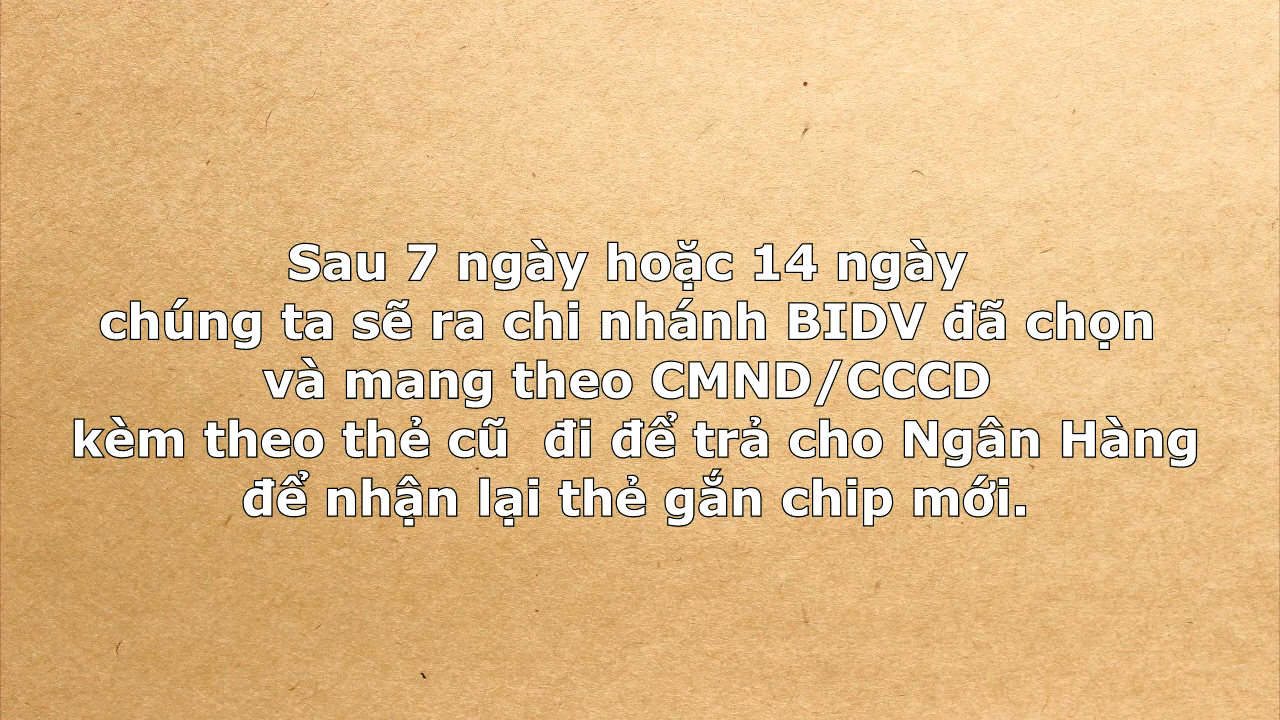 Sau 7 ngày hoặc 14 ngày
chúng ta sẽ ra chi nhánh BIDV đã chọn
và mang theo CMND/CCCD
kèm theo thẻ cũ  đi để trả cho Ngân Hàng
để nhận lại thẻ gắn chip mới.